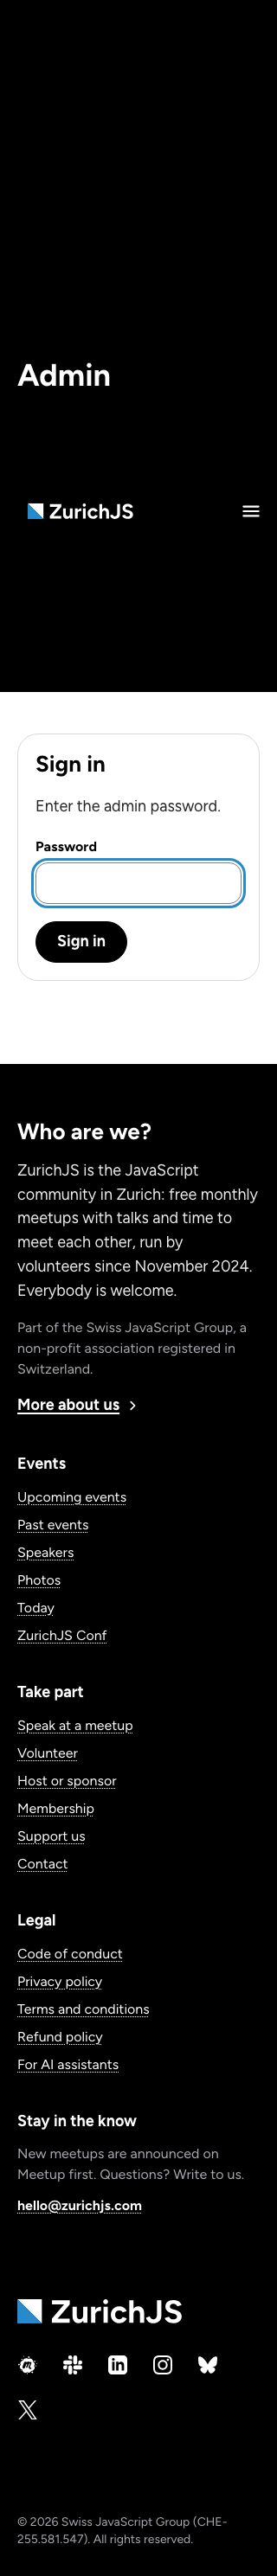 Admin
ZurichJS
Sign in
Enter the admin password.
Password
Sign in
Who are we?
ZurichJS is the JavaScript
community in Zurich: free monthly
meetups with talks and time to
meet each other, run by
volunteers since November 2024.
Everybody is welcome.
Part of the Swiss JavaScript Group, a
non-profit association registered in
Switzerland.
More about us
Events
Upcoming events
Past events
Speakers
Photos
Today
ZurichJS Conf
Take part
Speak at a meetup
Volunteer
Host or sponsor
Membership
Support us
Contact
Legal
Code of conduct
Privacy policy
Terms and conditions
Refund policy
For AI assistants
Stay in the know
New meetups are announced on
Meetup first. Questions? Write to us.
hello@zurichjs.com
ZurichJS
© 2026 Swiss JavaScript Group (CHE-
255.581.547). All rights reserved.